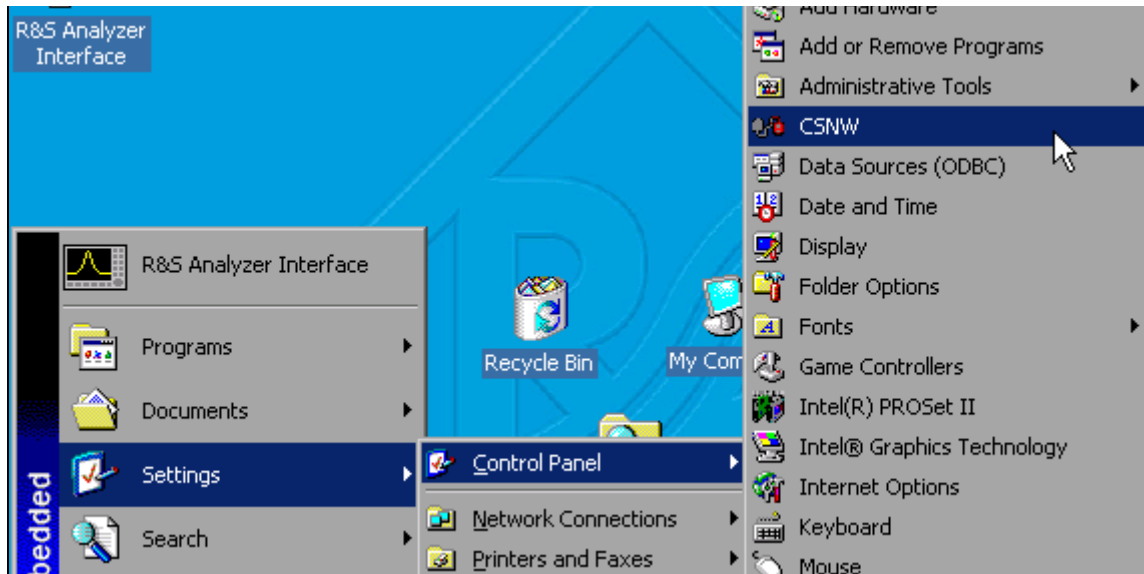 R&S Analyzer
Interface
R&S Analyzer Interface
Programs
Documents
Settings
Search
bedded
Recycle Bin
My Com
Control Panel
Network Connections
Printers and Faxes
Add Hardware
Add or Remove Programs
Administrative Tools
CSNW
Data Sources (ODBC)
Date and Time
Display
Folder Options
Fonts
Game Controllers
Intel(R) PROSet II
Intel® Graphics Technology
Internet Options
Keyboard
Mouse